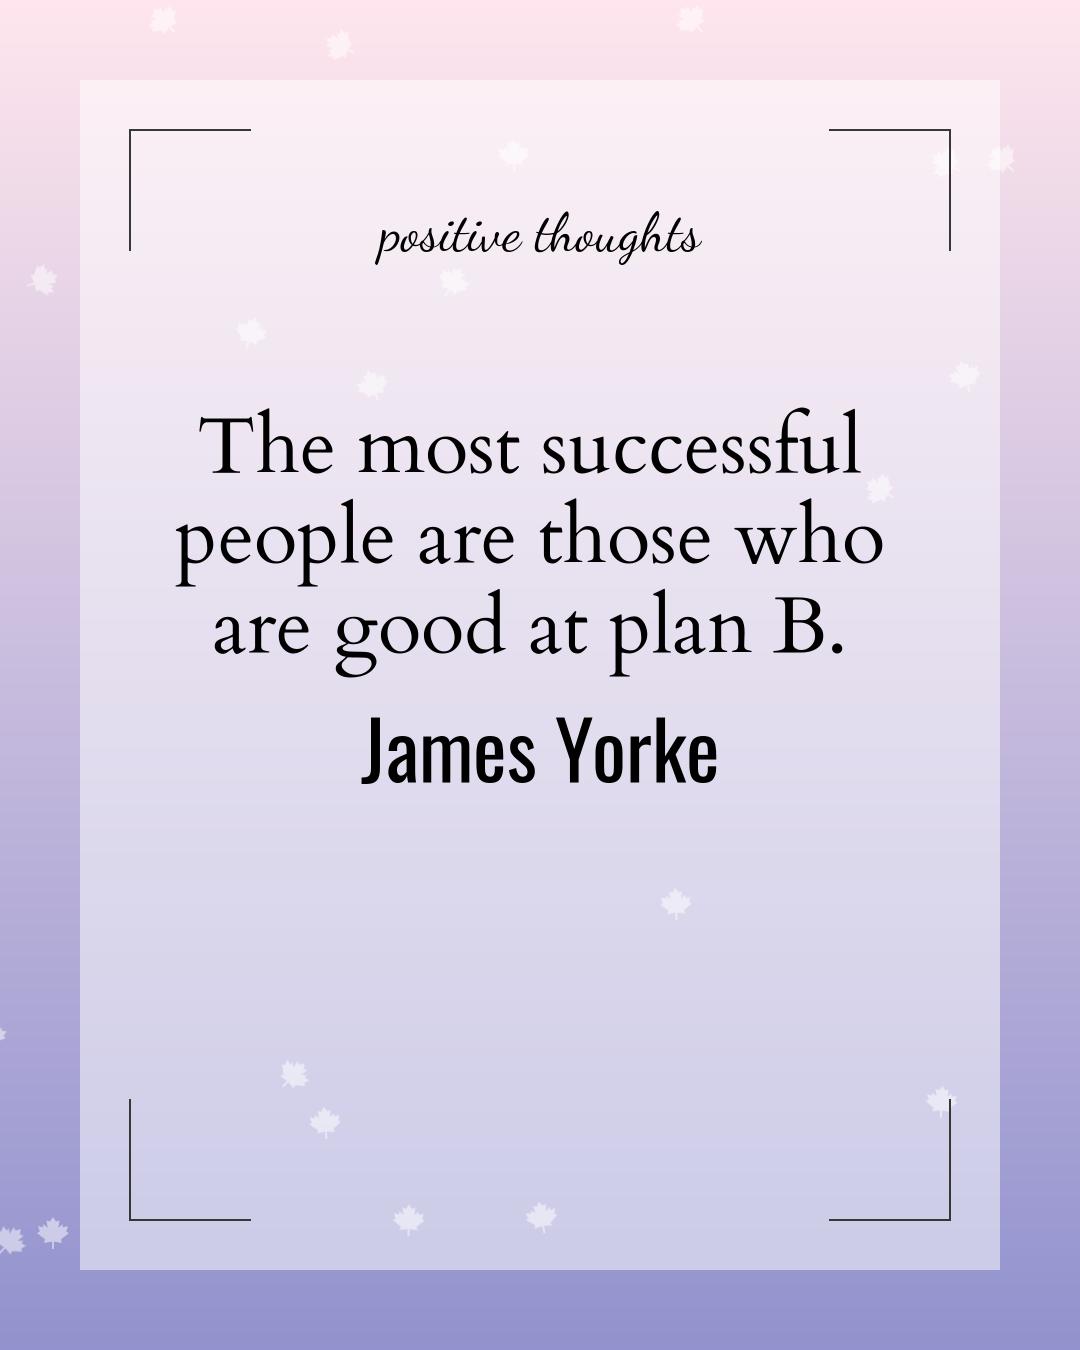 positive thoughts
The most successful
people are those who
are good at plan B.
James Yorke